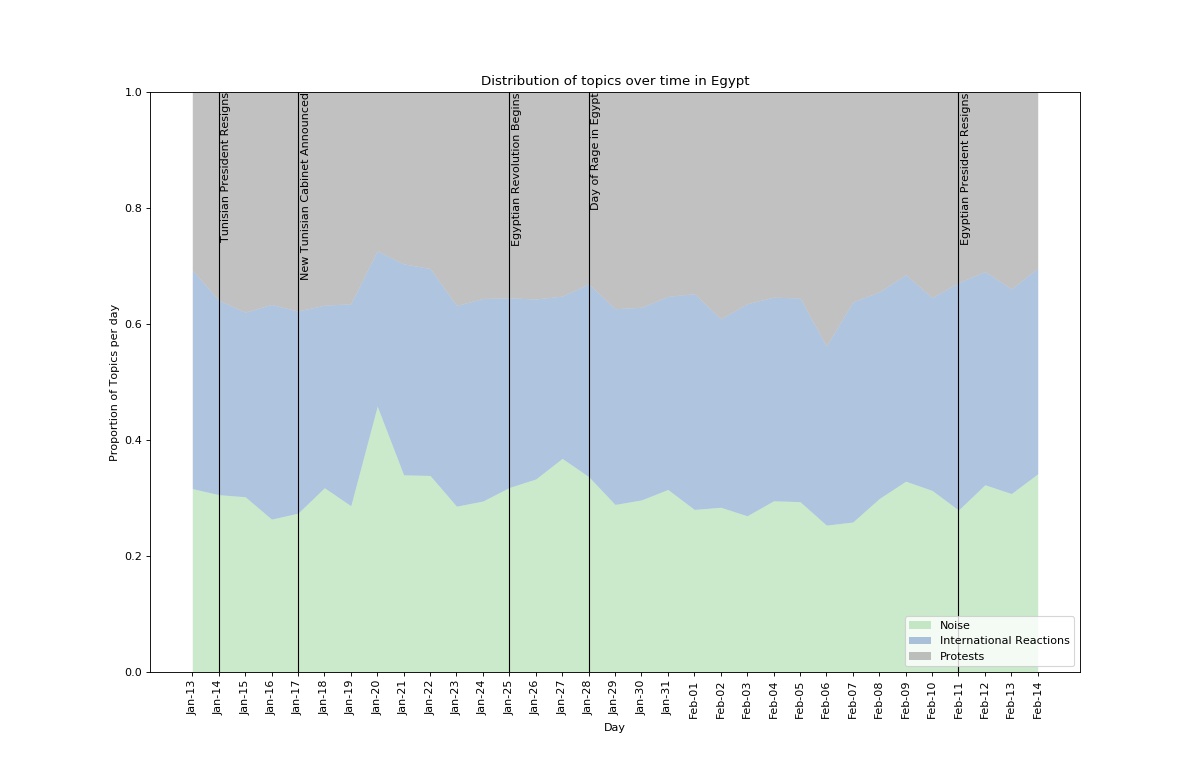 Distribution of topics over time in Egypt
Proportion of Topics per day
1.0
0.8
0.6
0.4
0.2
0.0
Tunisian President Resigns
New Tunisian Cabinet Announced
Egyptian Revolution Begins
Day of Rage in Egypt
Egyptian President Resigns
Noise
International Reactions
Protests
Jan-13
Jan-14
Jan-15
Jan-16
Jan-17
Jan-18
Jan-19
Jan-20
Jan-21
Jan-22
Jan-23
Jan-24
Jan-25
Jan-26
Jan-27
Jan-28
Jan-29
Jan-30
Jan-31
Feb-01
Feb-02
Feb-03
Feb-04
Feb-05
Feb-06
Feb-07
Feb-08
Feb-09
Feb-10
Feb-11
Feb-12
Feb-13
Feb-14
Day